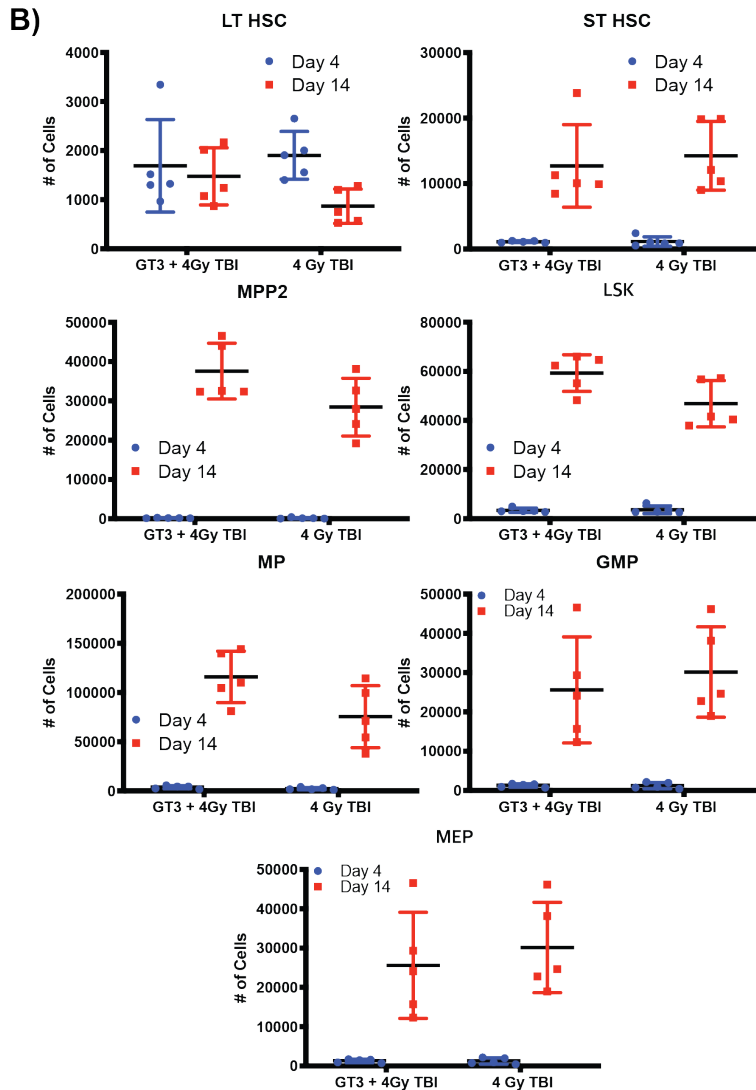 B)
LT HSC
# of Cells
4000
3000
2000
1000
0
Day 4
Day 14
GT3 + 4Gy TBI
4 Gy TBI
ST HSC
# of Cells
30000
20000
10000
0
Day 4
Day 14
GT3 + 4Gy TBI
4 Gy TBI
MPP2
# of Cells
50000
40000
30000
20000
10000
0
Day 4
Day 14
GT3 + 4Gy TBI
4 Gy TBI
LSK
# of Cells
80000
60000
40000
20000
0
Day 4
Day 14
GT3 + 4Gy TBI
4 Gy TBI
MP
# of Cells
200000
150000
100000
50000
0
Day 4
Day 14
GT3 + 4Gy TBI
4 Gy TBI
GMP
# of Cells
50000
40000
30000
20000
10000
0
Day 4
Day 14
GT3 + 4Gy TBI
4 Gy TBI
MEP
# of Cells
50000
40000
30000
20000
10000
0
Day 4
Day 14
GT3 + 4Gy TBI
4 Gy TBI